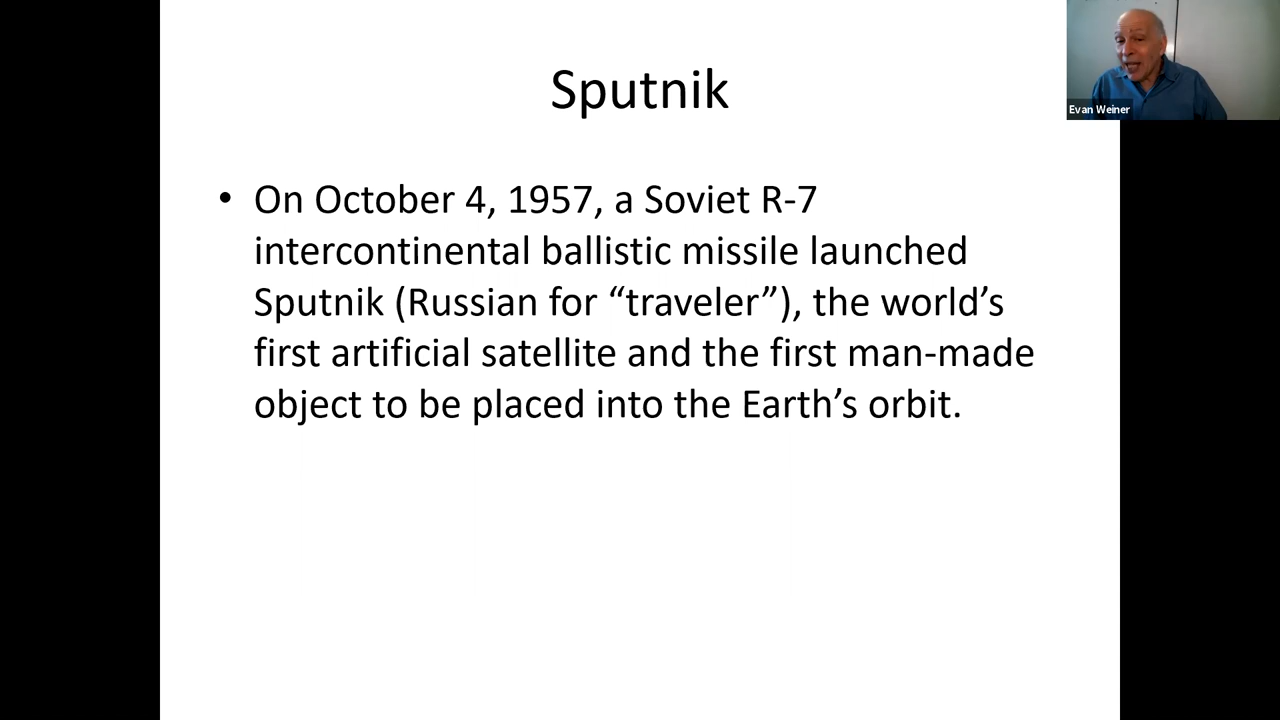 Sputnik
Evan Weiner
• On October 4, 1957, a Soviet R-7
intercontinental ballistic missile launched
Sputnik (Russian for “traveler”), the world’s
first artificial satellite and the first man-made
object to be placed into the Earth’s orbit.